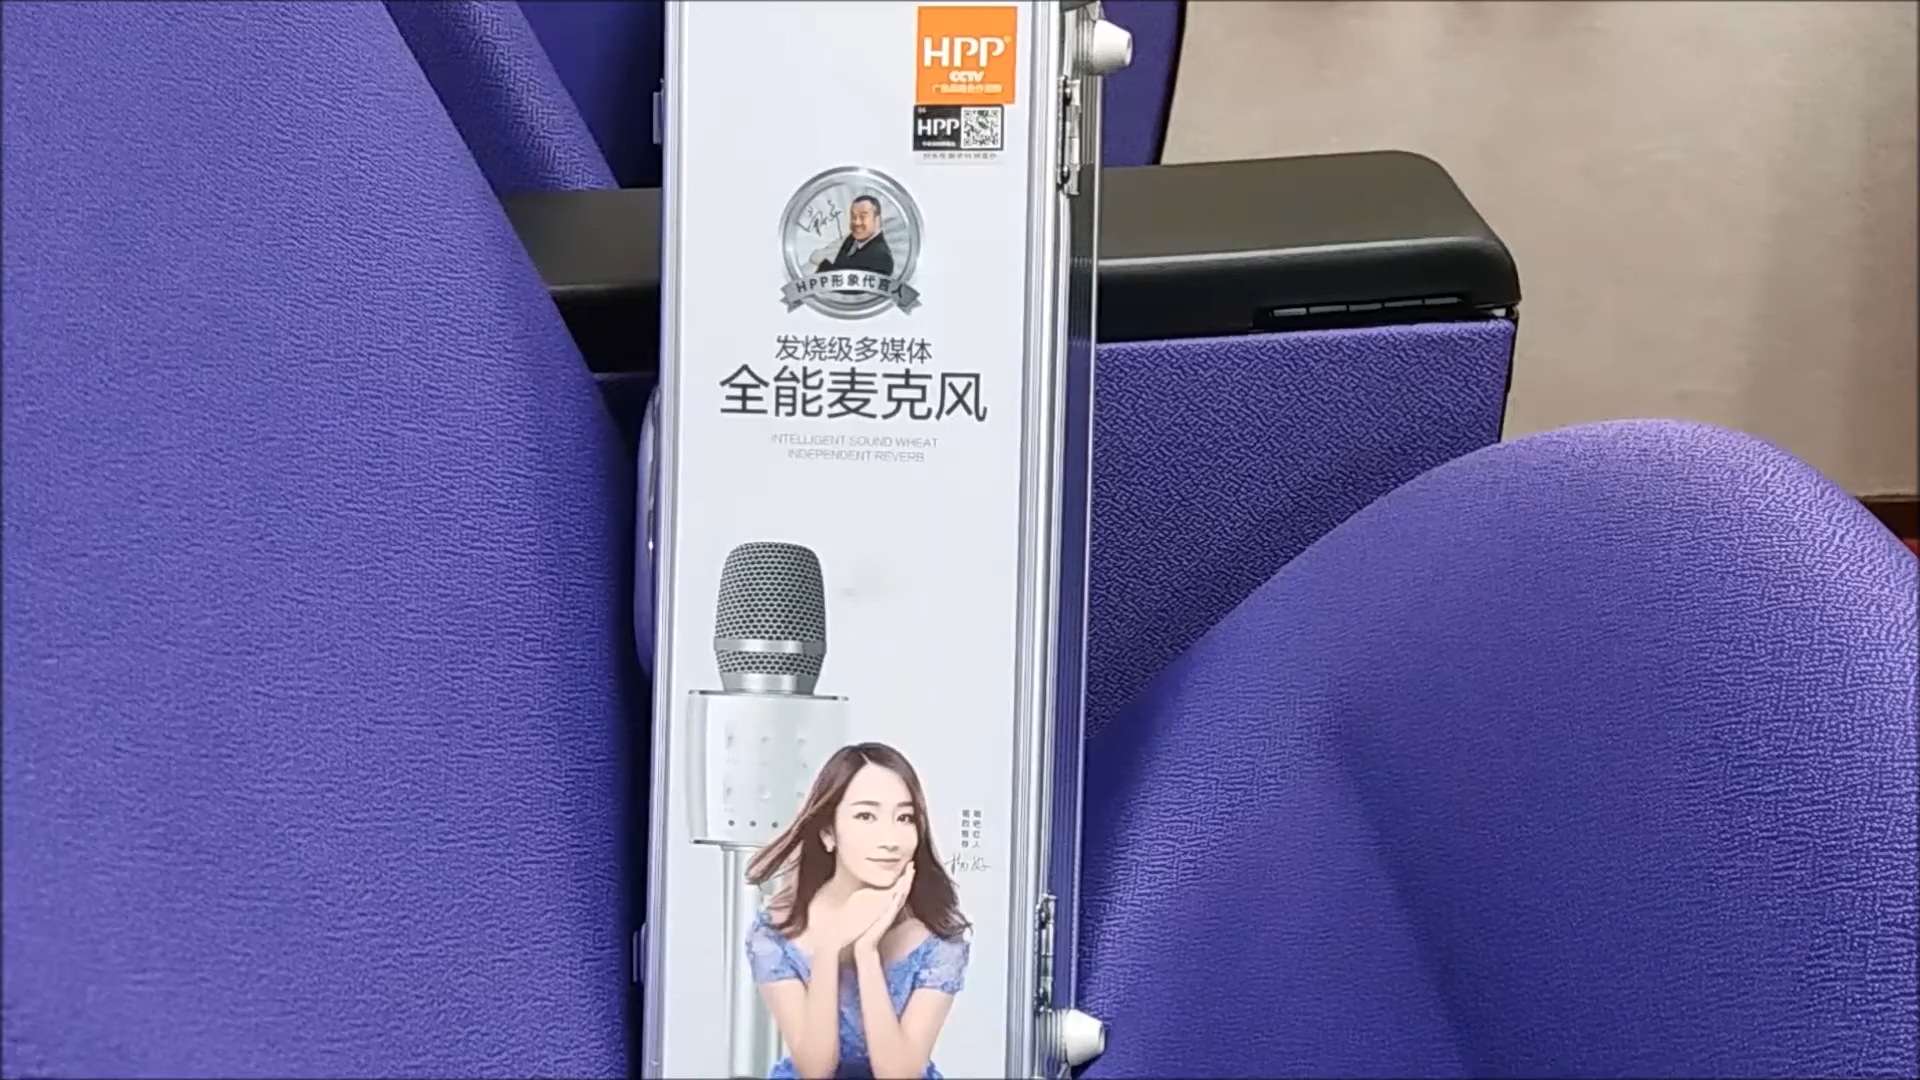 HPP
CCTV
HPP
HPP形象代言人
发烧级多媒体
全能麦克风
INTELLIGENT SOUND WHEAT
INDEPENDENT REVERB